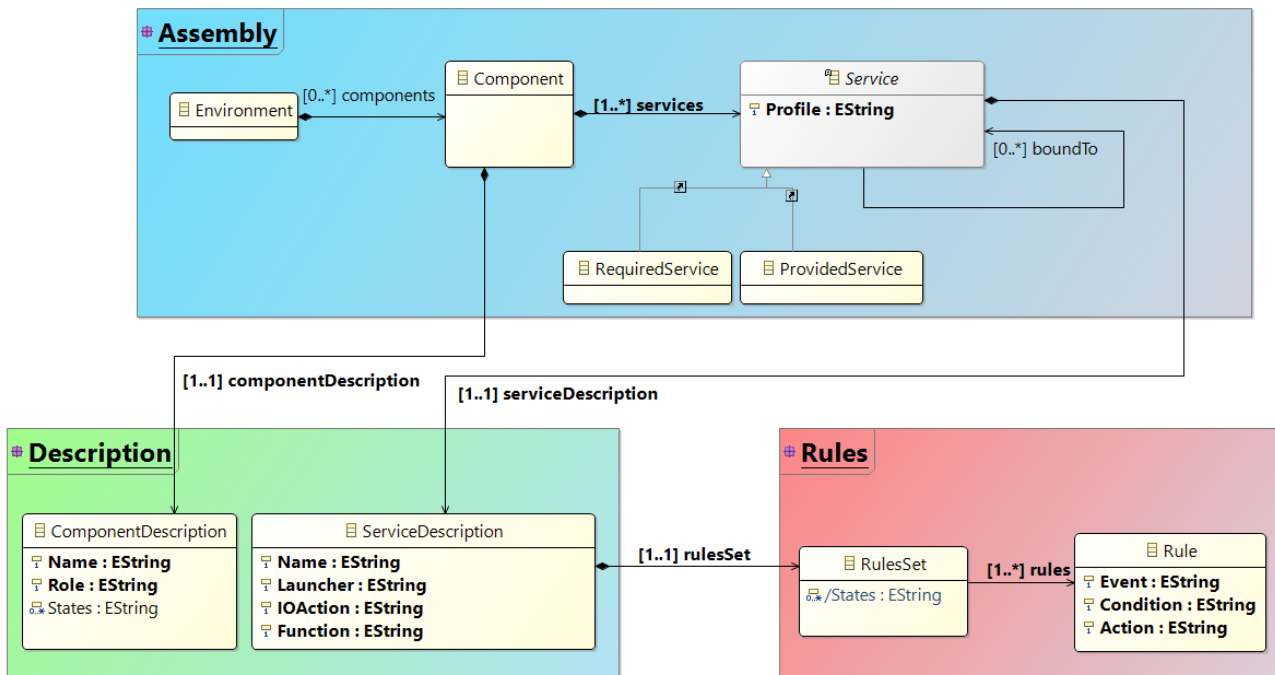 Assembly
Environment
[0..*] components
Component
[1..*] services
Service
Profile : EString
[0..*] boundTo
RequiredService
ProvidedService
[1..1] componentDescription
[1..1] serviceDescription
Description
ComponentDescription
Name : EString
Role : EString
0..* States : EString
ServiceDescription
Name : EString
Launcher : EString
IOAction : EString
Function : EString
[1..1] rulesSet
Rules
RulesSet
0..* /States : EString
[1..*] rules
Rule
Event : EString
Condition : EString
Action : EString